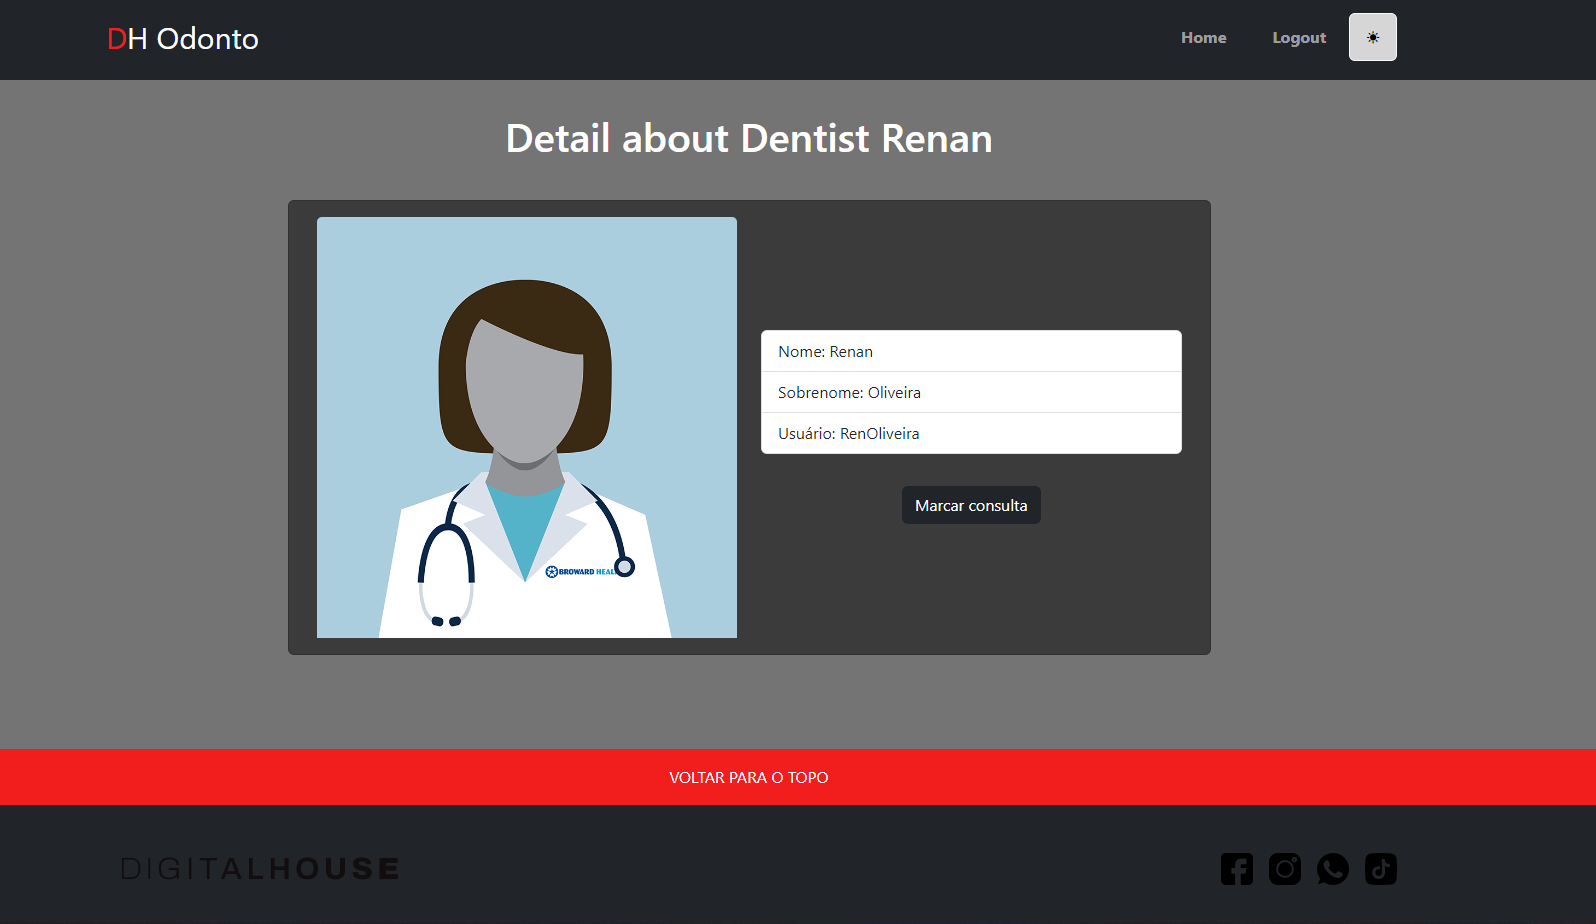 DH Odonto
Home
Logout
Detail about Dentist Renan
BROWARD HEAL
Nome: Renan
Sobrenome: Oliveira
Usuário: RenOliveira
Marcar consulta
VOLTAR PARA O TOPO
DIGITALHOUSE